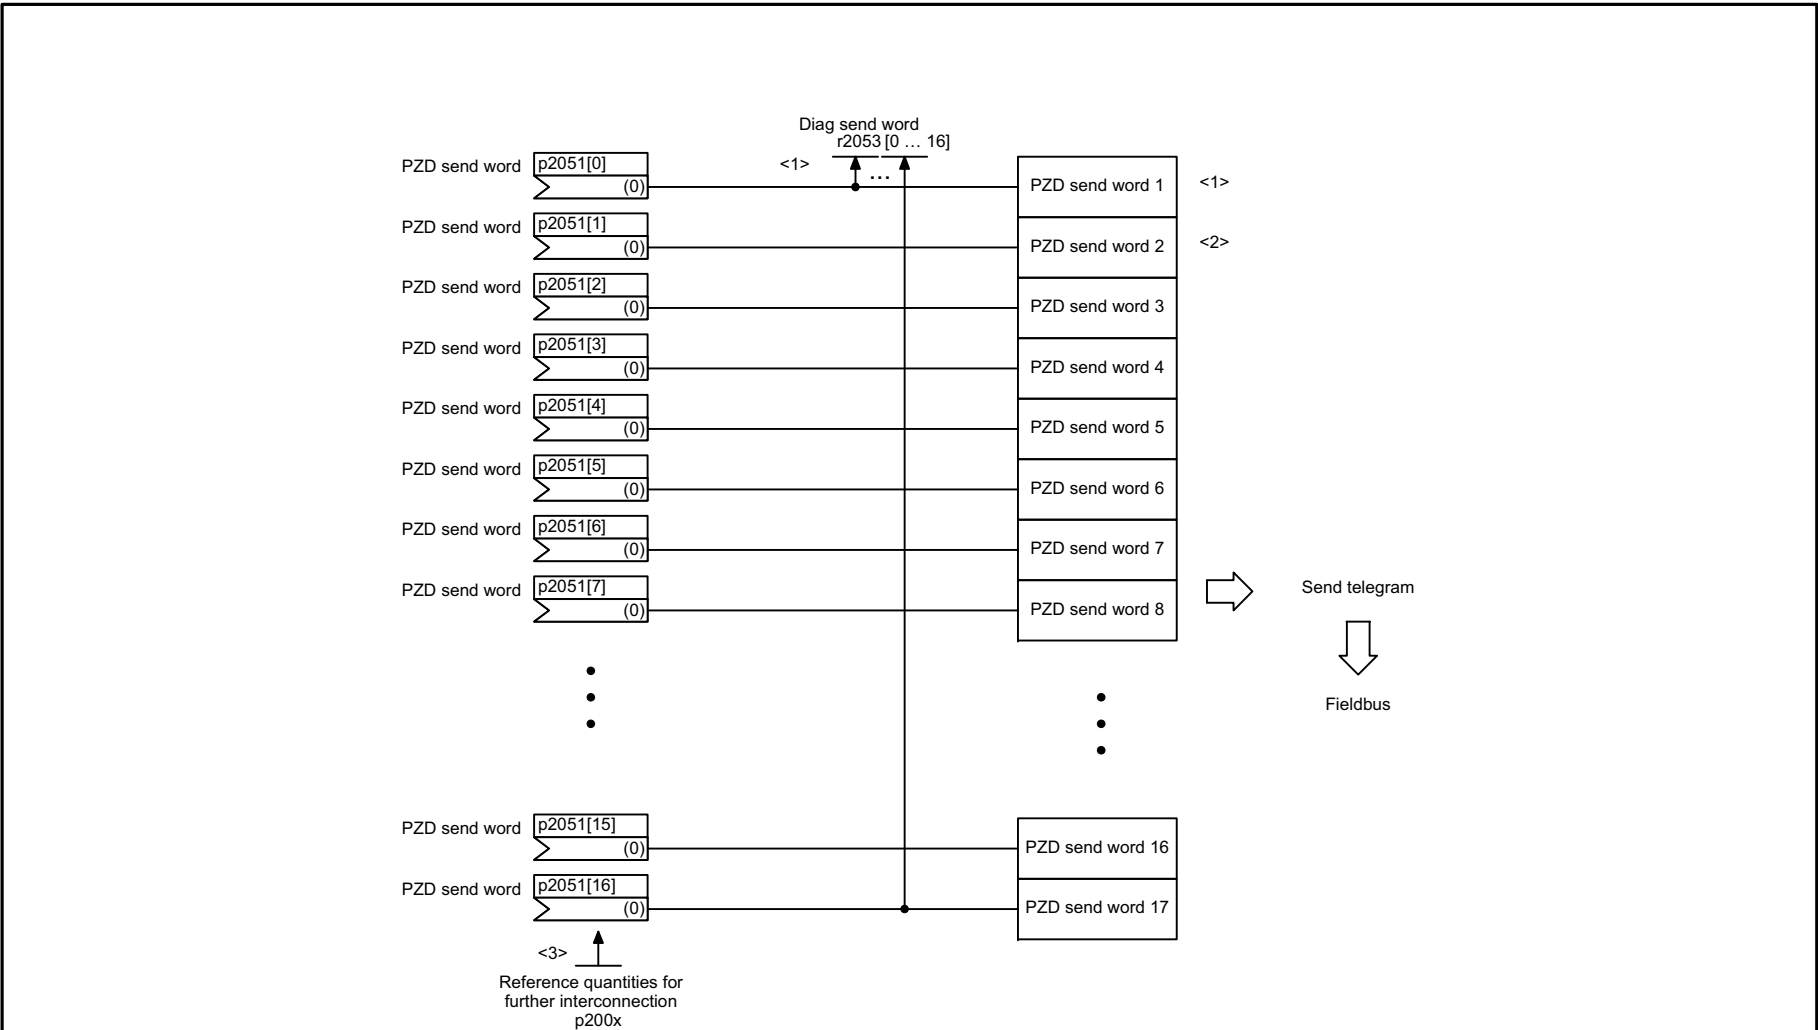 Diag send word
r2053 [0 … 16]
PZD send word p2051[0] <1> ...
(0) PZD send word 1 <1>
PZD send word p2051[1]
(0) PZD send word 2 <2>
PZD send word p2051[2]
(0) PZD send word 3
PZD send word p2051[3]
(0) PZD send word 4
PZD send word p2051[4]
(0) PZD send word 5
PZD send word p2051[5]
(0) PZD send word 6
PZD send word p2051[6]
(0) PZD send word 7
PZD send word p2051[7]
(0) PZD send word 8
Send telegram
Fieldbus
PZD send word p2051[15]
(0) PZD send word 16
PZD send word p2051[16]
(0) PZD send word 17
<3>
Reference quantities for
further interconnection
p200x